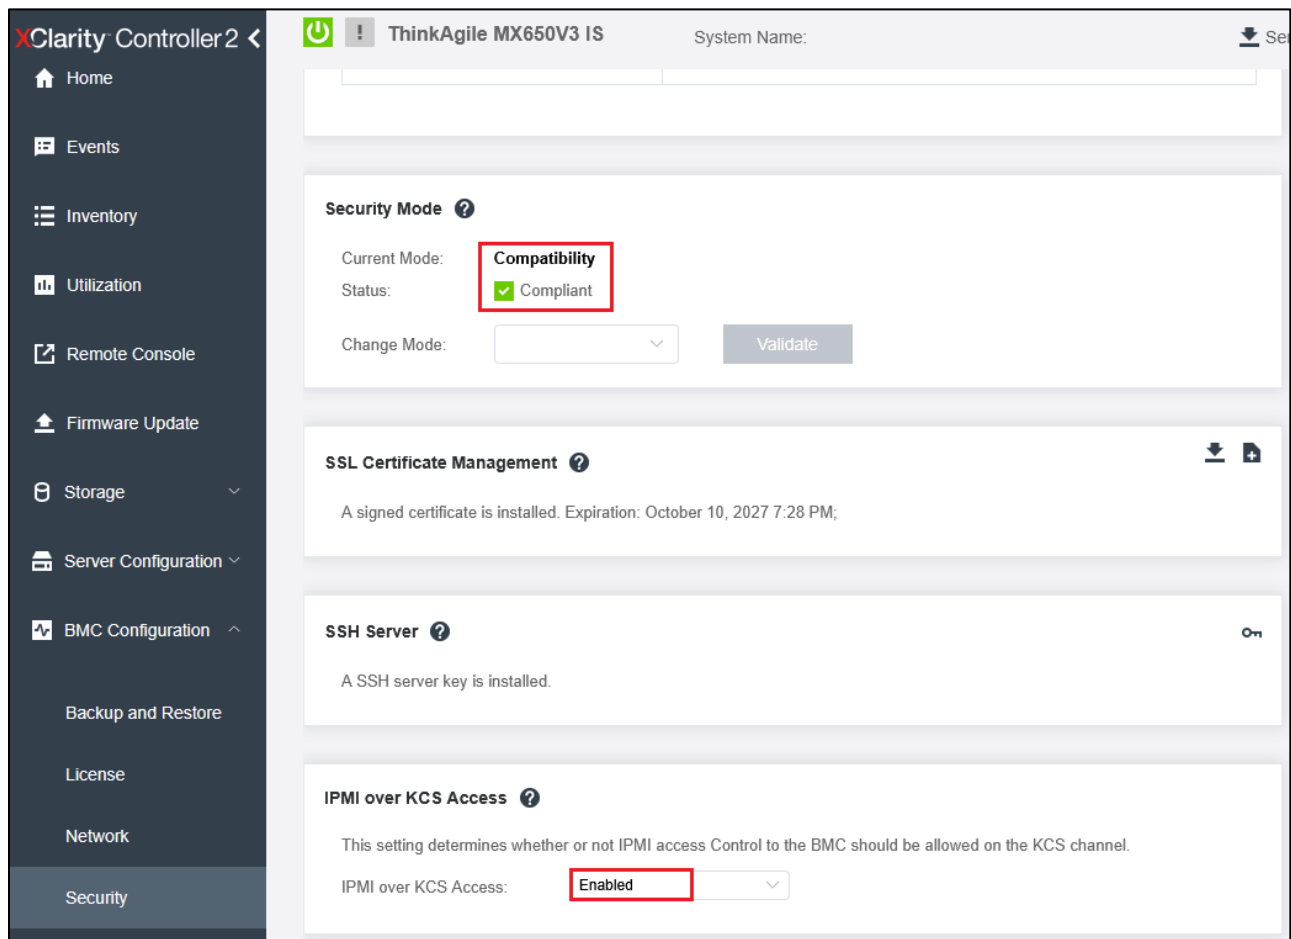 XClarity Controller 2
Home
Events
Inventory
Utilization
Remote Console
Firmware Update
Storage
Server Configuration
BMC Configuration
Backup and Restore
License
Network
Security
ThinkAgile MX650V3 IS
System Name:
Security Mode
Current Mode: Compatibility
Status: Compliant
Change Mode:
Validate
SSL Certificate Management
A signed certificate is installed. Expiration: October 10, 2027 7:28 PM;
SSH Server
A SSH server key is installed.
IPMI over KCS Access
This setting determines whether or not IPMI access Control to the BMC should be allowed on the KCS channel.
IPMI over KCS Access: Enabled